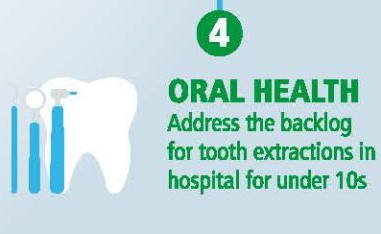 4
ORAL HEALTH
Address the backlog
for tooth extractions in
hospital for under 10s